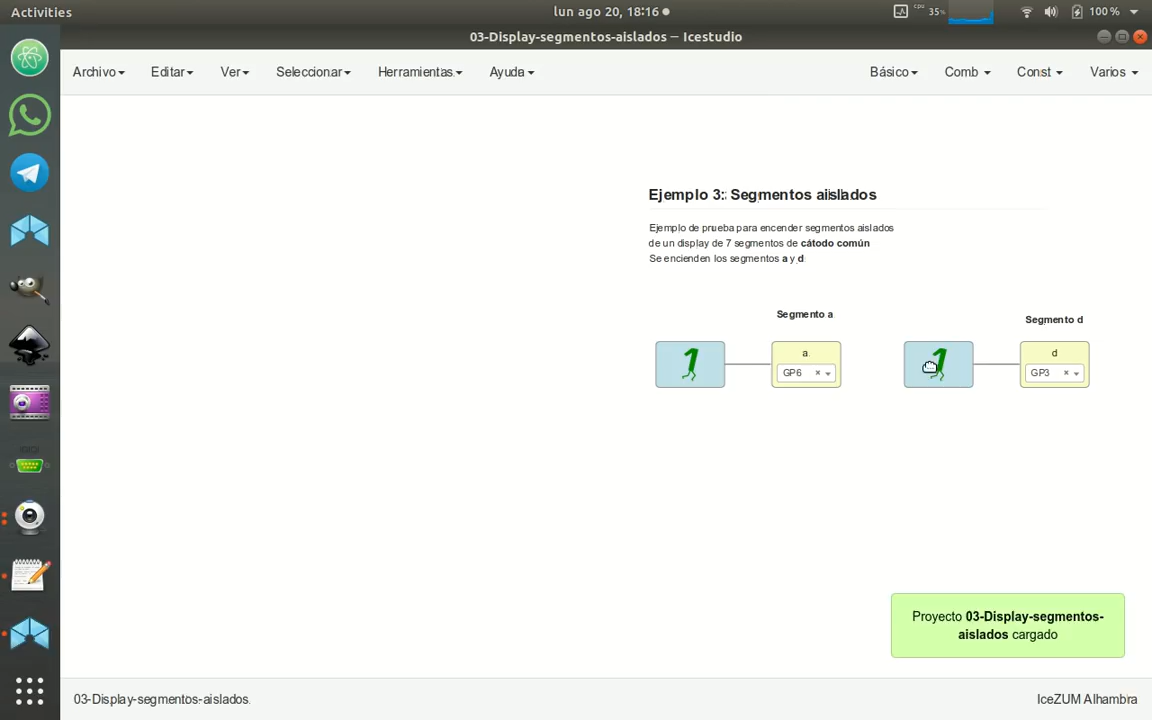 Activities
lun ago 20, 18:16
cpu
35%
100 %
03-Display-segmentos-aislados — Icestudio
Archivo
Editar
Ver
Seleccionar
Herramientas
Ayuda
Básico
Comb
Const
Varios
Ejemplo 3: Segmentos aislados
Ejemplo de prueba para encender segmentos aislados
de un display de 7 segmentos de cátodo común
Se encienden los segmentos a y d
Segmento a
Segmento d
1
a
GP6 ×
1
d
GP3 ×
Proyecto 03-Display-segmentos-
aislados cargado
03-Display-segmentos-aislados
IceZUM Alhambra